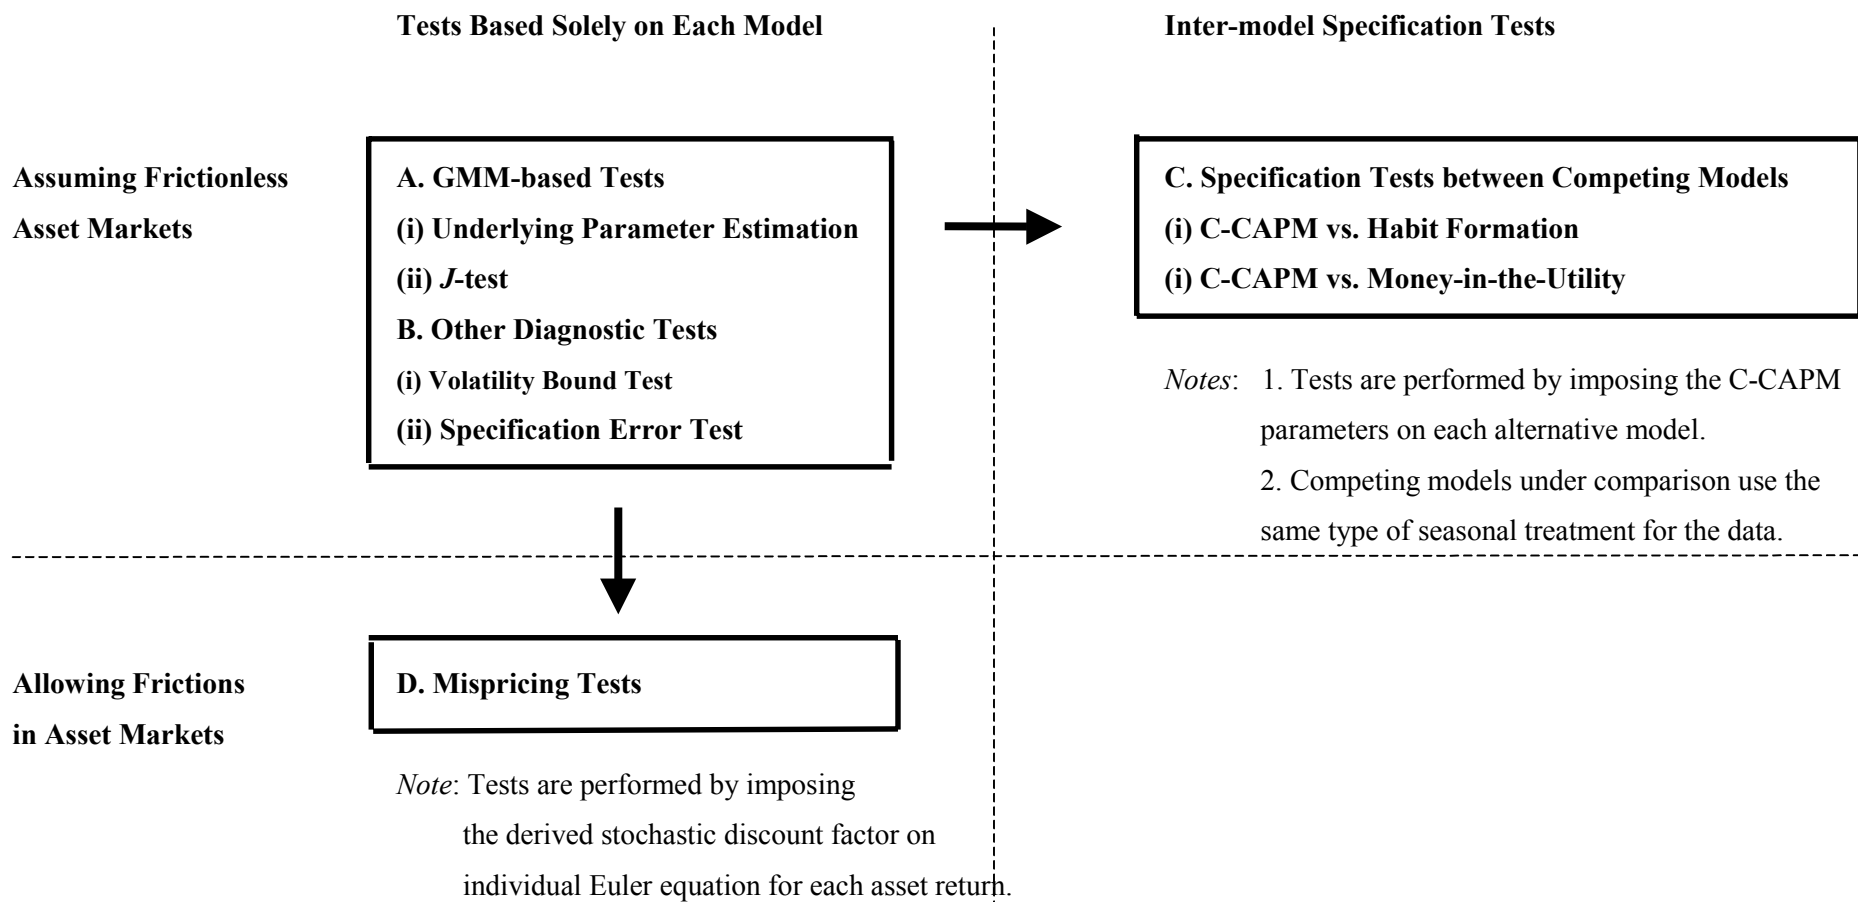 Tests Based Solely on Each Model
Inter-model Specification Tests
Assuming Frictionless
Asset Markets
A. GMM-based Tests
(i) Underlying Parameter Estimation
(ii) J-test
B. Other Diagnostic Tests
(i) Volatility Bound Test
(ii) Specification Error Test
C. Specification Tests between Competing Models
(i) C-CAPM vs. Habit Formation
(i) C-CAPM vs. Money-in-the-Utility
Notes: 1. Tests are performed by imposing the C-CAPM
parameters on each alternative model.
2. Competing models under comparison use the
same type of seasonal treatment for the data.
Allowing Frictions
in Asset Markets
D. Mispricing Tests
Note: Tests are performed by imposing
the derived stochastic discount factor on
individual Euler equation for each asset return.